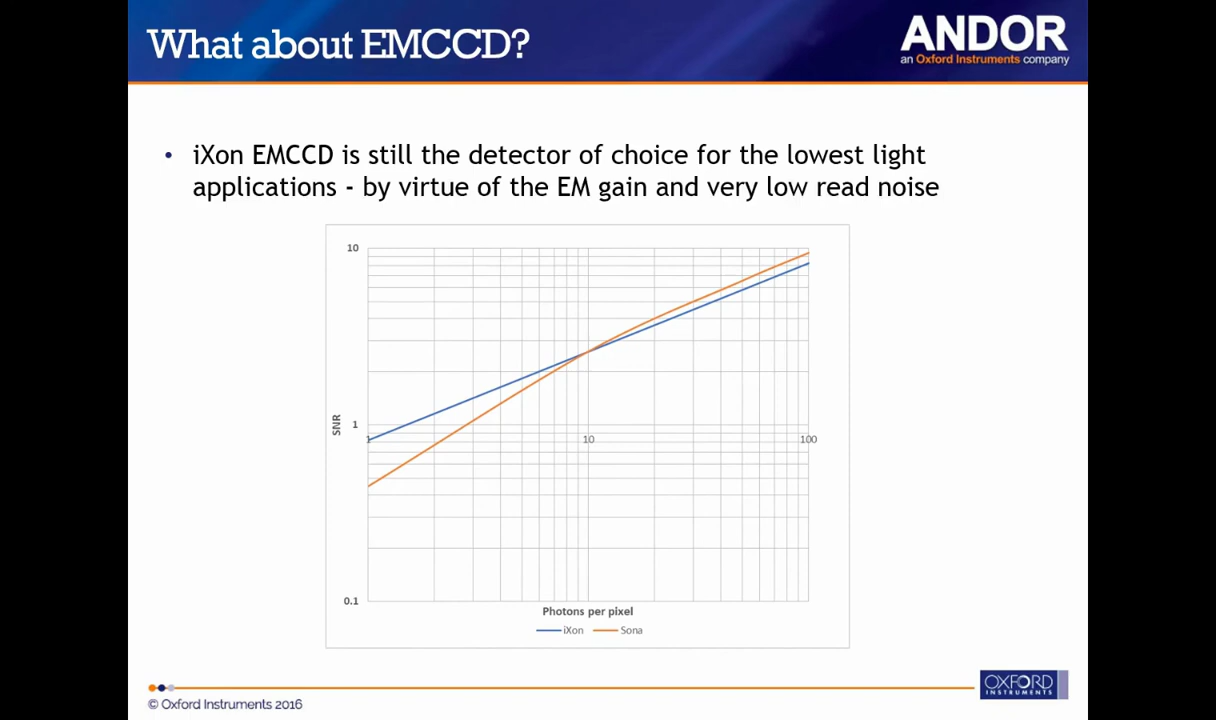 What about EMCCD?
ANDOR
an Oxford Instruments company
• iXon EMCCD is still the detector of choice for the lowest light
applications - by virtue of the EM gain and very low read noise
10
SNR
1
1
10
100
0.1
Photons per pixel
iXon
Sona
OXFORD
INSTRUMENTS
© Oxford Instruments 2016